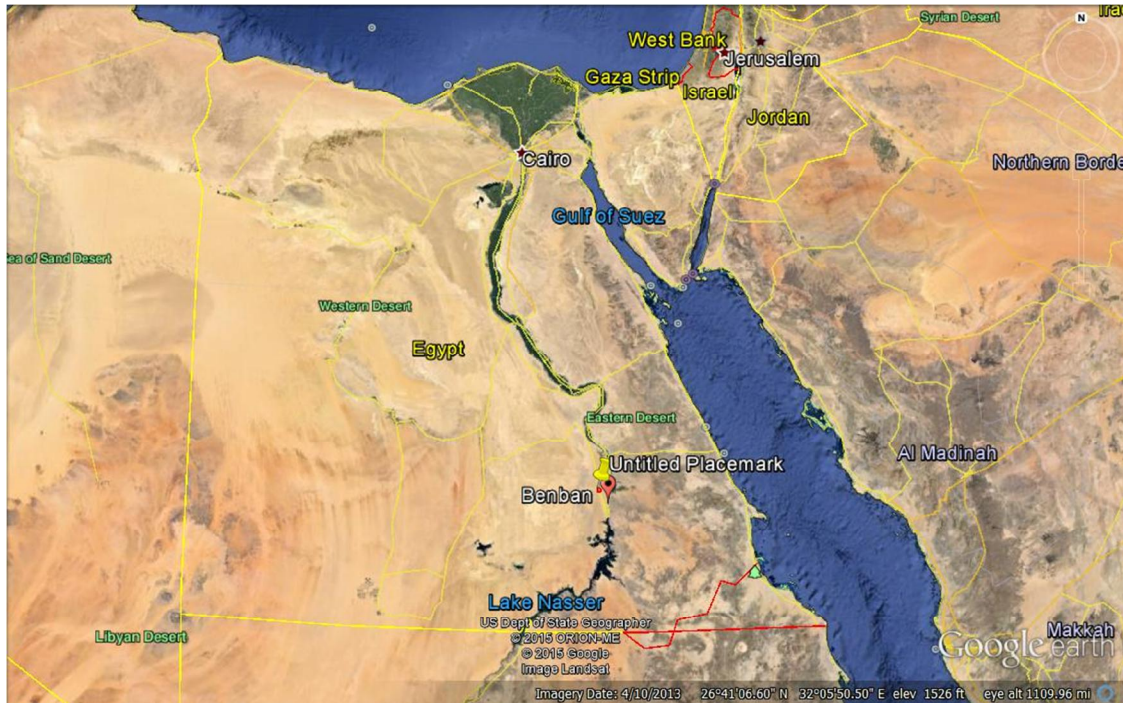 Syrian Desert
Ira
N
West Bank
Jerusalem
Gaza Strip
Israel
Jordan
Cairo
Northern Borde
Gulf of Suez
ea of Sand Desert
Western Desert
Egypt
Eastern Desert
Al Madinah
Untitled Placemark
Benban
Lake Nasser
US Dept of State Geographer
© 2015 ORION-ME
© 2015 Google
Image Landsat
Libyan Desert
Makkah
Google earth
Imagery Date: 4/10/2013 26°41'06.60" N 32°05'50.50" E elev 1526 ft eye alt 1109.96 mi